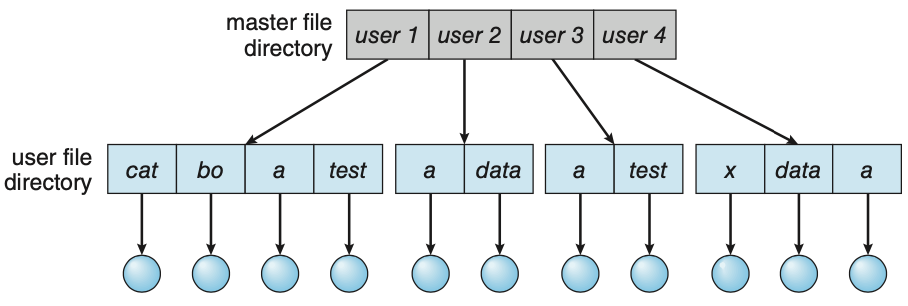 master file
directory
user 1 user 2 user 3 user 4
user file
directory
cat bo a test a data a test x data a